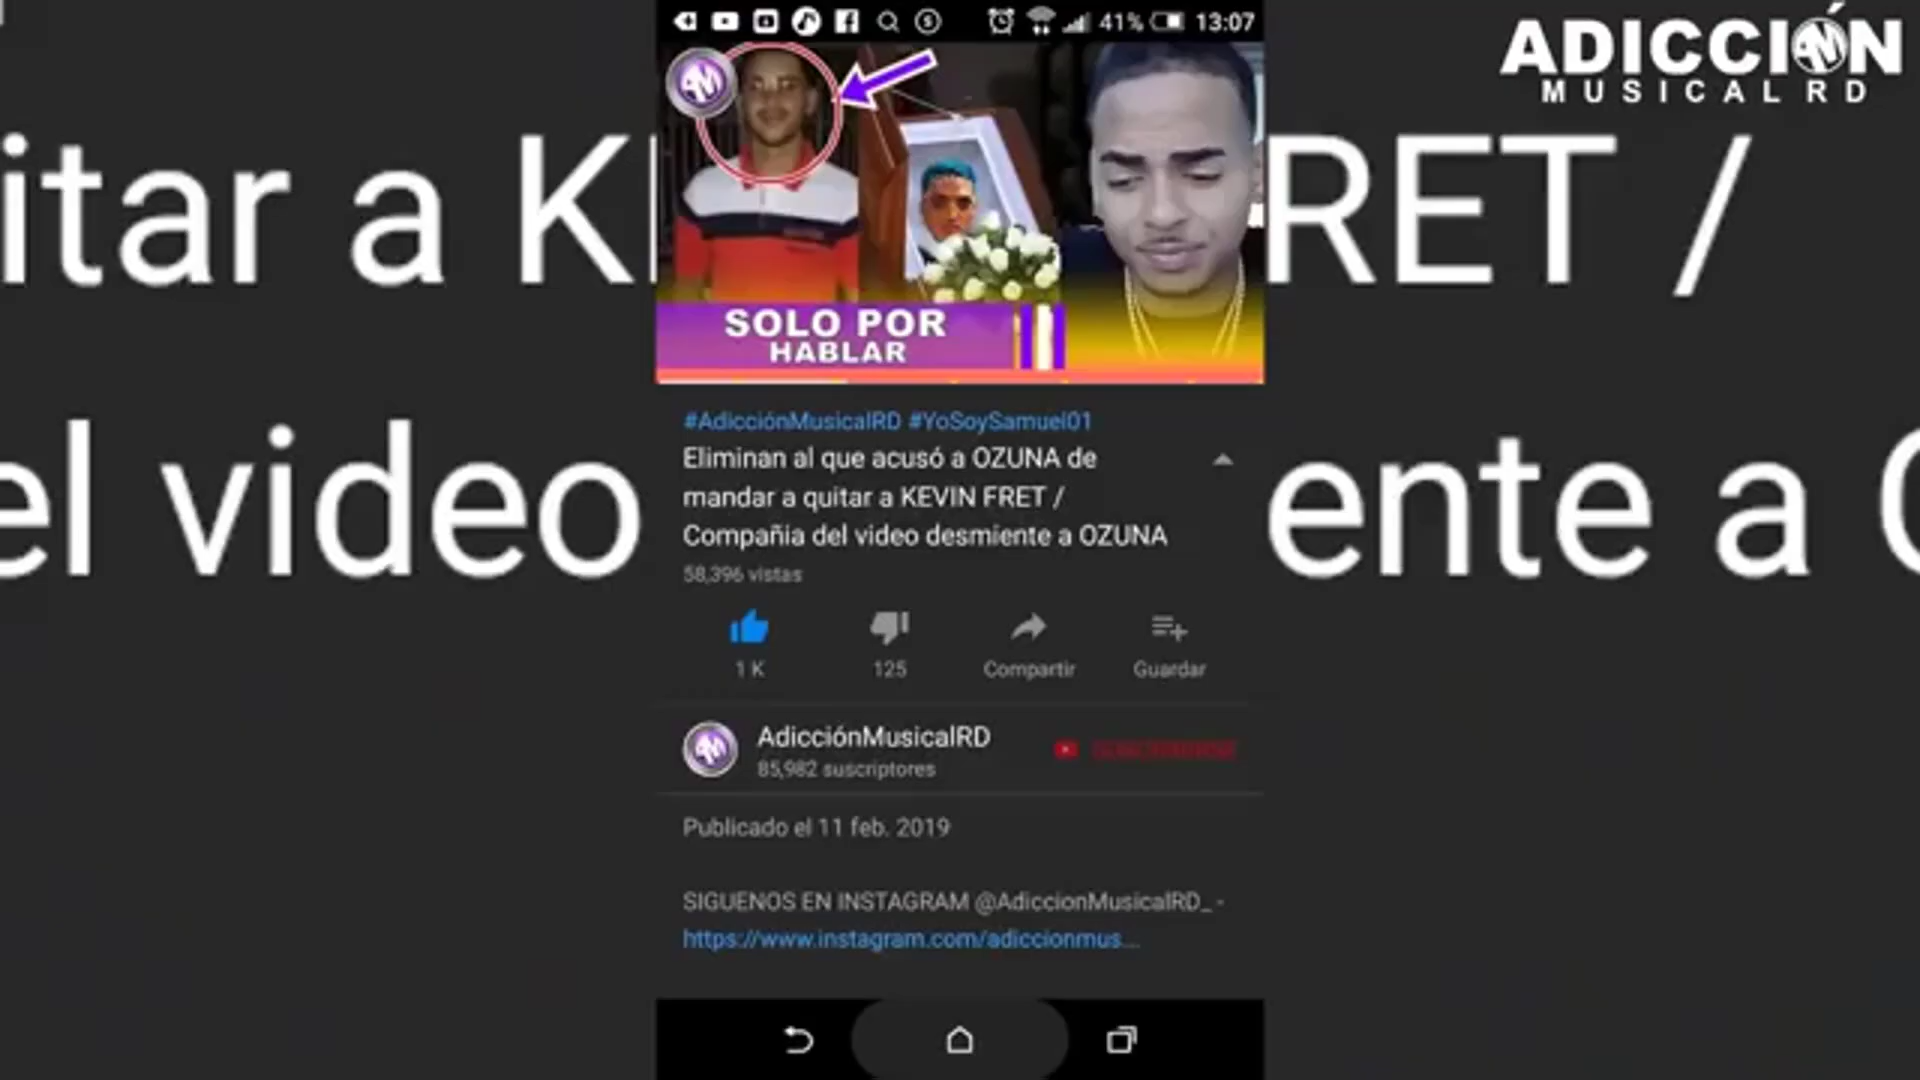 41% 13:07
ADICCIÓN
MUSICAL RD
itar a K
RET /
el video
ente a
SOLO POR
HABLAR
#AdicciónMusicalRD #YoSoySamuel01
Eliminan al que acusó a OZUNA de
mandar a quitar a KEVIN FRET /
Compañia del video desmiente a OZUNA
58,396 vistas
1 K 125 Compartir Guardar
AdicciónMusicalRD
85,982 suscriptores
Publicado el 11 feb. 2019
SIGUENOS EN INSTAGRAM @AdiccionMusicalRD_ -
https://www.instagram.com/adiccionmus...